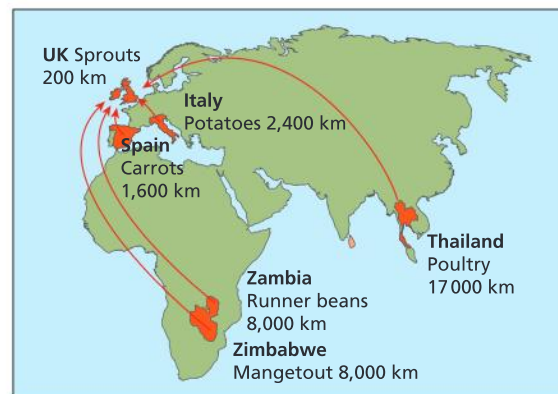 UK Sprouts
200 km
Italy
Potatoes 2,400 km
Spain
Carrots
1,600 km
Thailand
Poultry
17 000 km
Zambia
Runner beans
8,000 km
Zimbabwe
Mangetout 8,000 km